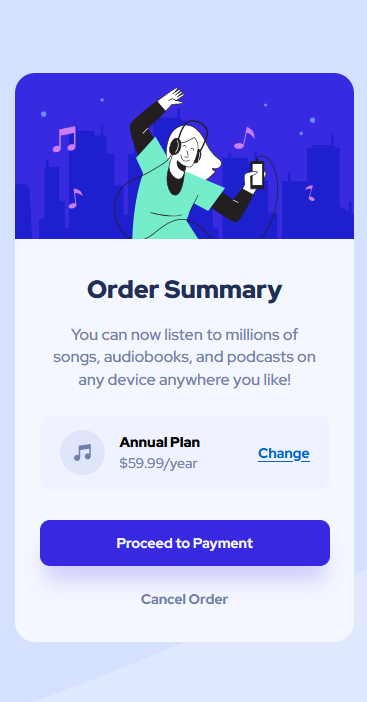 Order Summary
You can now listen to millions of
songs, audiobooks, and podcasts on
any device anywhere you like!
Annual Plan
$59.99/year
Change
Proceed to Payment
Cancel Order